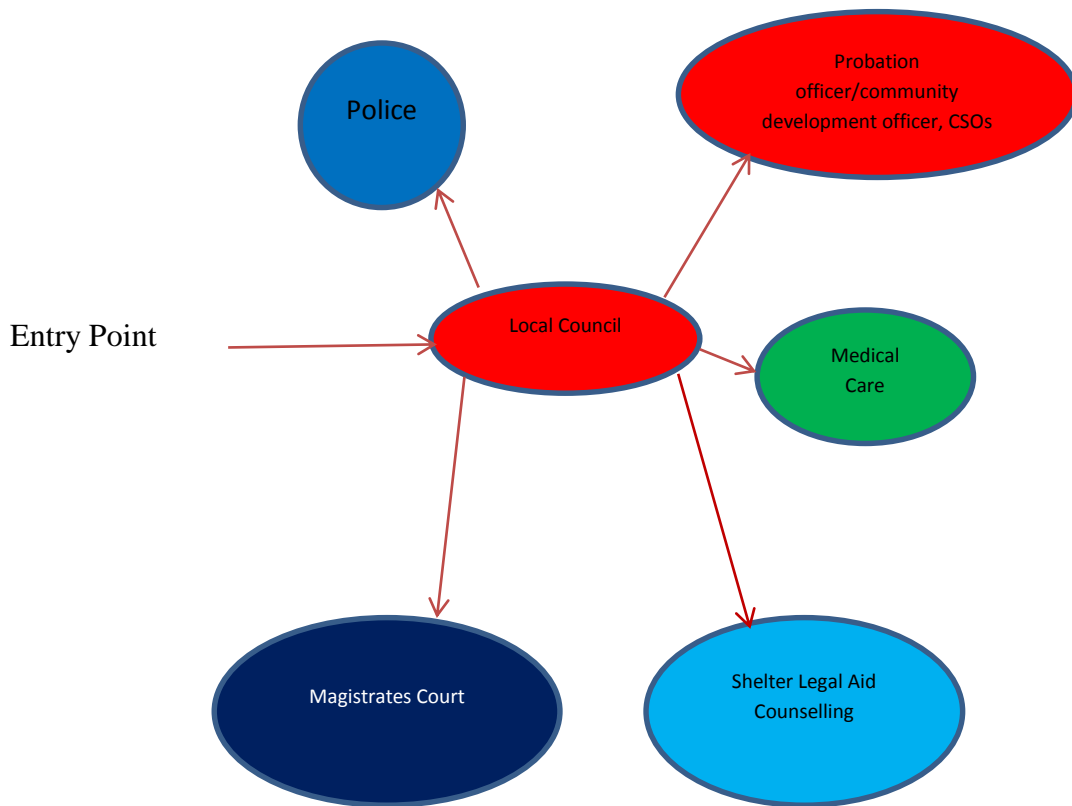 Police
Probation
officer/community
development officer, CSOs
Entry Point
Local Council
Medical
Care
Magistrates Court
Shelter Legal Aid
Counselling